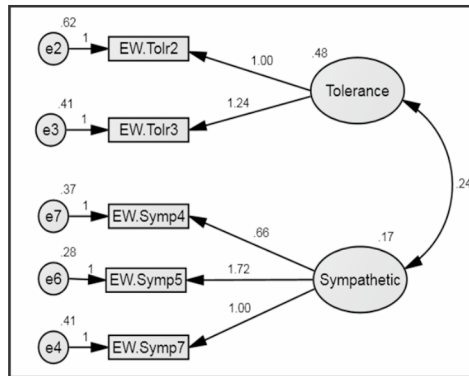 .62
e2 1 EW.Tolr2
1.00
.48
Tolerance
.41
1.24
e3 1 EW.Tolr3
.24
.37
e7 1 EW.Symp4
.66
.17
.28
e6 1 EW.Symp5 1.72 Sympathetic
1.00
.41
e4 1 EW.Symp7